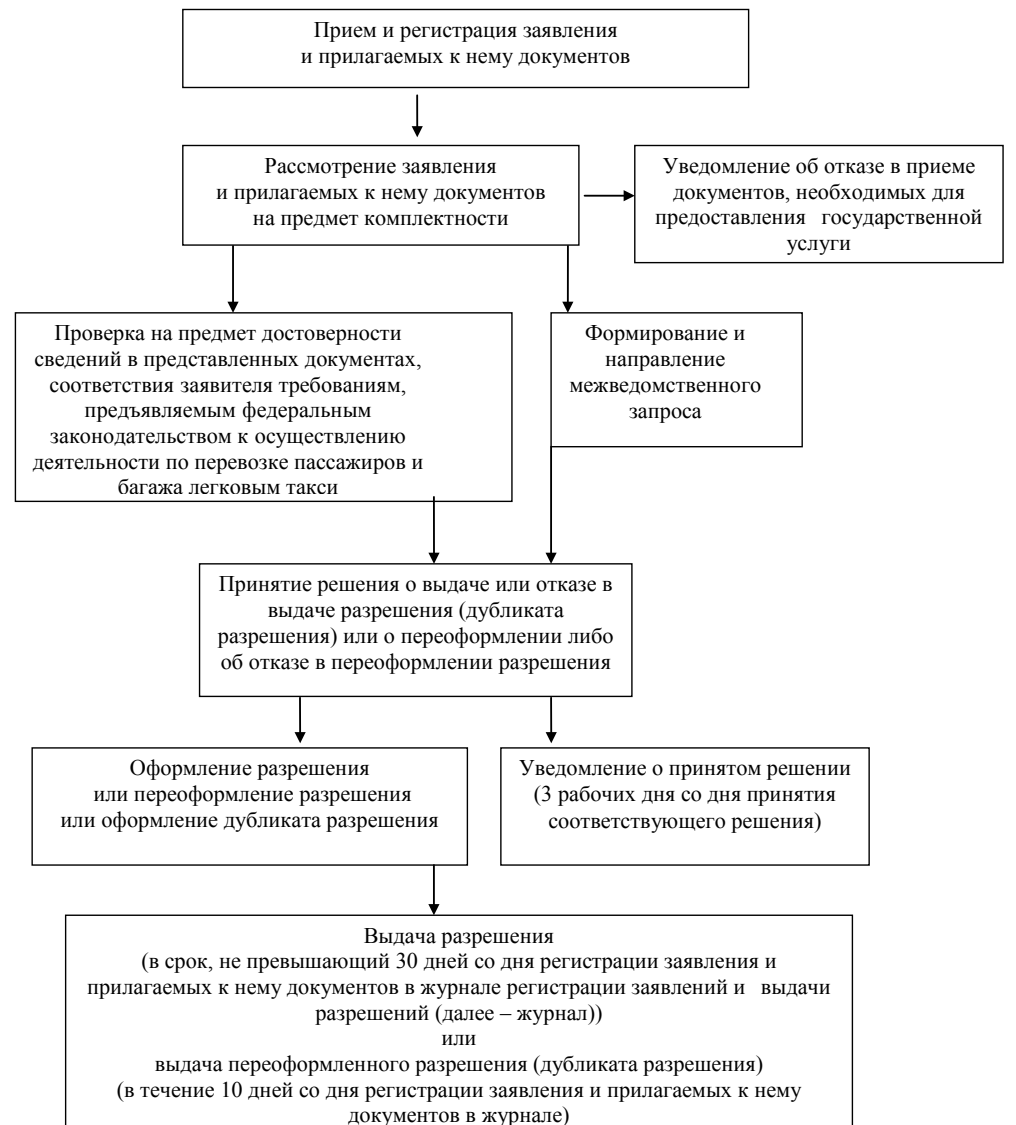 Прием и регистрация заявления
и прилагаемых к нему документов
Рассмотрение заявления
и прилагаемых к нему документов
на предмет комплектности
Уведомление об отказе в приеме
документов, необходимых для
предоставления государственной
услуги
Проверка на предмет достоверности
сведений в представленных документах,
соответствия заявителя требованиям,
предъявляемым федеральным
законодательством к осуществлению
деятельности по перевозке пассажиров и
багажа легковым такси
Формирование и
направление
межведомственного
запроса
Принятие решения о выдаче или отказе в
выдаче разрешения (дубликата
разрешения) или о переоформлении либо
об отказе в переоформлении разрешения
Оформление разрешения
или переоформление разрешения
или оформление дубликата разрешения
Уведомление о принятом решении
(3 рабочих дня со дня принятия
соответствующего решения)
Выдача разрешения
(в срок, не превышающий 30 дней со дня регистрации заявления и
прилагаемых к нему документов в журнале регистрации заявлений и выдачи
разрешений (далее – журнал))
или
выдача переоформленного разрешения (дубликата разрешения)
(в течение 10 дней со дня регистрации заявления и прилагаемых к нему
документов в журнале)